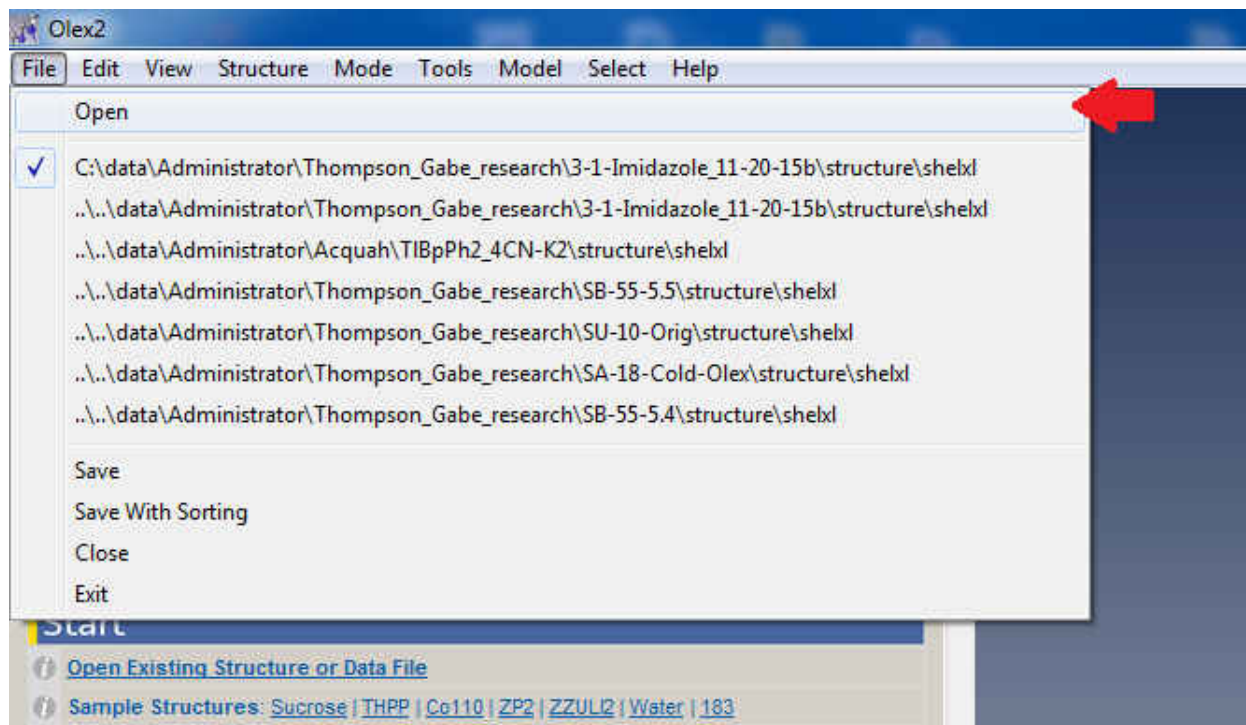 Olex2
File Edit View Structure Mode Tools Model Select Help
Open
C:\data\Administrator\Thompson_Gabe_research\3-1-Imidazole_11-20-15b\structure\shelxl
..\..\data\Administrator\Thompson_Gabe_research\3-1-Imidazole_11-20-15b\structure\shelxl
..\..\data\Administrator\Acquah\TlBpPh2_4CN-K2\structure\shelxl
..\..\data\Administrator\Thompson_Gabe_research\SB-55-5.5\structure\shelxl
..\..\data\Administrator\Thompson_Gabe_research\SU-10-Orig\structure\shelxl
..\..\data\Administrator\Thompson_Gabe_research\SA-18-Cold-Olex\structure\shelxl
..\..\data\Administrator\Thompson_Gabe_research\SB-55-5.4\structure\shelxl
Save
Save With Sorting
Close
Exit
Start
Open Existing Structure or Data File
Sample Structures: Sucrose | THPP | Co110 | ZP2 | ZZULI2 | Water | 183